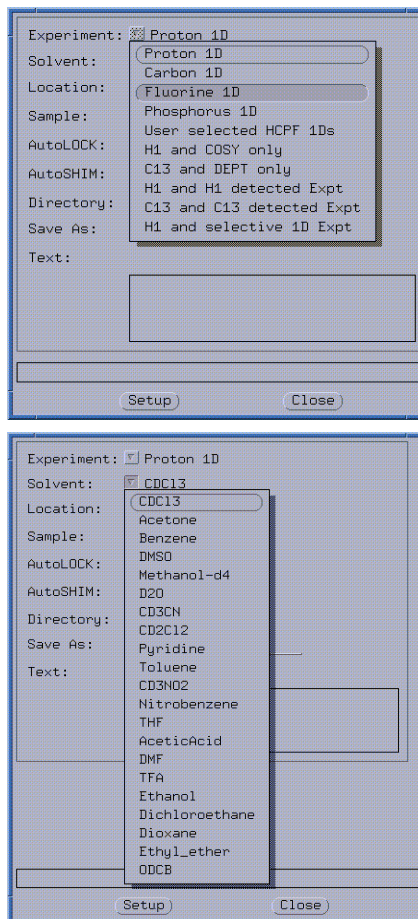 Experiment: Proton 1D
Proton 1D
Solvent:
Carbon 1D
Location:
Fluorine 1D
Sample:
Phosphorus 1D
User selected HCPF 1Ds
AutoLOCK:
H1 and COSY only
C13 and DEPT only
AutoSHIM:
H1 and H1 detected Expt
Directory:
C13 and C13 detected Expt
Save As:
H1 and selective 1D Expt
Text:
Setup Close
Experiment: Proton 1D
Solvent: CDCl3
CDCl3
Location:
Acetone
Sample:
Benzene
DMSO
AutoLOCK:
Methanol-d4
AutoSHIM:
D2O
CD3CN
Directory:
CD2Cl2
Save As:
Pyridine
Toluene
Text:
CD3NO2
Nitrobenzene
THF
AceticAcid
DMF
TFA
Ethanol
Dichloroethane
Dioxane
Ethyl_ether
ODCB
Setup Close